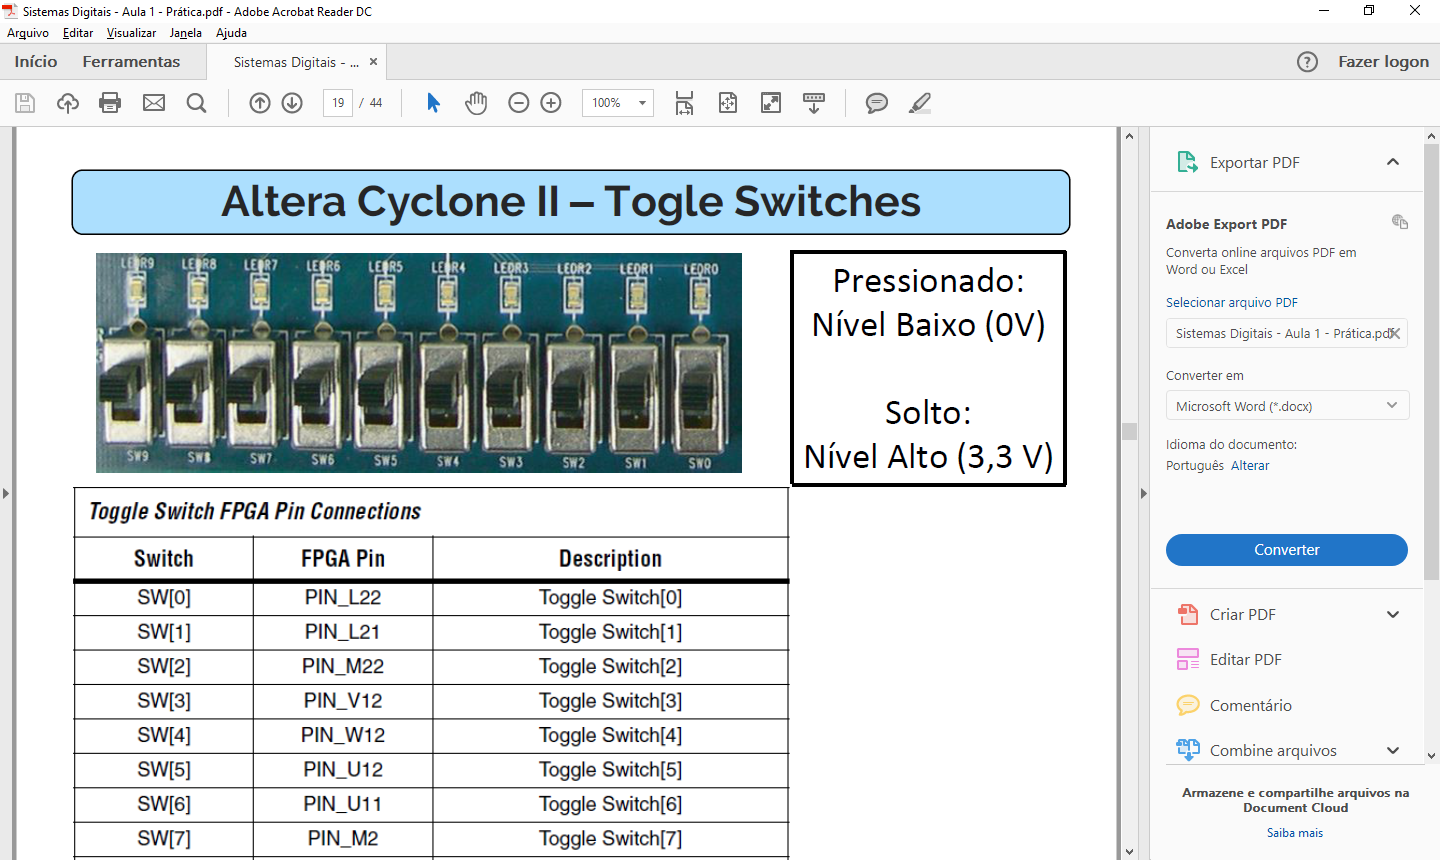 Sistemas Digitais - Aula 1 - Prática.pdf - Adobe Acrobat Reader DC
Arquivo Editar Visualizar Janela Ajuda
Início Ferramentas Sistemas Digitais - ... × ? Fazer logon
19 / 44 100%
Altera Cyclone II – Togle Switches
LEDR9 LEDR8 LEDR7 LEDR6 LEDR5 LEDR4 LEDR3 LEDR2 LEDR1 LEDR0
SW9 SW8 SW7 SW6 SW5 SW4 SW3 SW2 SW1 SW0
Pressionado:
Nível Baixo (0V)
Solto:
Nível Alto (3,3 V)
Toggle Switch FPGA Pin Connections
Switch FPGA Pin Description
SW[0] PIN_L22 Toggle Switch[0]
SW[1] PIN_L21 Toggle Switch[1]
SW[2] PIN_M22 Toggle Switch[2]
SW[3] PIN_V12 Toggle Switch[3]
SW[4] PIN_W12 Toggle Switch[4]
SW[5] PIN_U12 Toggle Switch[5]
SW[6] PIN_U11 Toggle Switch[6]
SW[7] PIN_M2 Toggle Switch[7]
Exportar PDF
Adobe Export PDF
Converta online arquivos PDF em
Word ou Excel
Selecionar arquivo PDF
Sistemas Digitais - Aula 1 - Prática.pdf
Converter em
Microsoft Word (*.docx)
Idioma do documento:
Português Alterar
Converter
Criar PDF
Editar PDF
Comentário
Combine arquivos
Armazene e compartilhe arquivos na
Document Cloud
Saiba mais